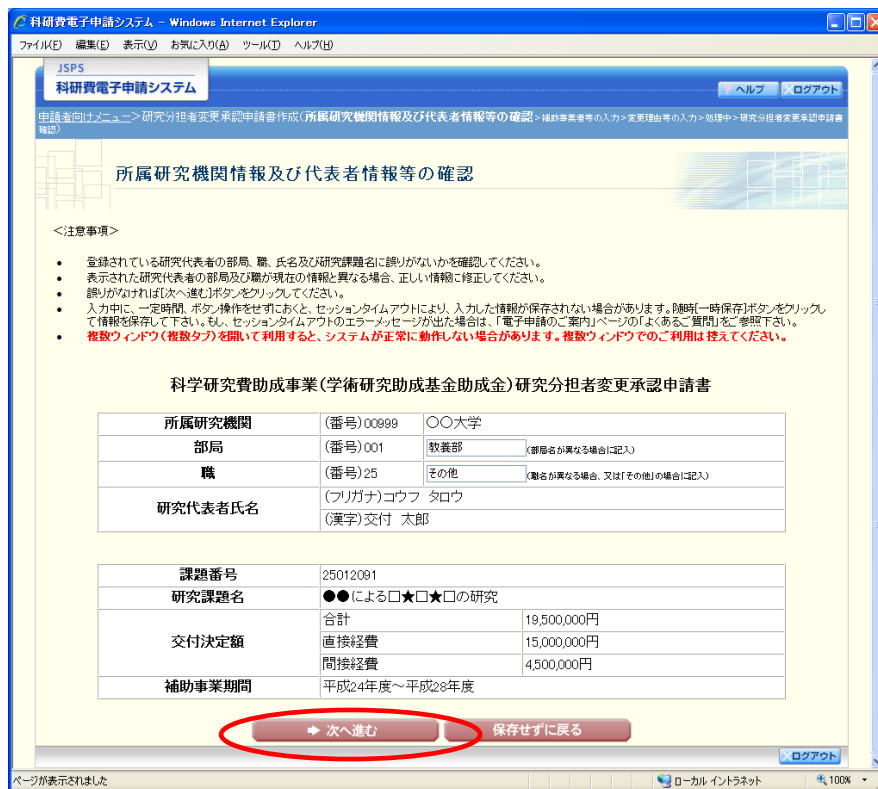 科研費電子申請システム - Windows Internet Explorer
ファイル(F) 編集(E) 表示(V) お気に入り(A) ツール(T) ヘルプ(H)
JSPS
科研費電子申請システム
ヘルプ ログアウト
申請者向けメニュー>研究分担者変更承認申請書作成(所属研究機関情報及び代表者情報等の確認>補助事業者等の入力>変更理由等の入力>処理中>研究分担者変更承認申請書
確認)
所属研究機関情報及び代表者情報等の確認
<注意事項>
• 登録されている研究代表者の部局、職、氏名及び研究課題名に誤りがないかを確認してください。
• 表示された研究代表者の部局及び職が現在の情報と異なる場合、正しい情報に修正してください。
• 誤りがなければ[次へ進む]ボタンをクリックしてください。
• 入力中に、一定時間、ボタン操作をせずにおくと、セッションタイムアウトにより、入力した情報が保存されない場合があります。随時[一時保存]ボタンをクリックし
て情報を保存して下さい。もし、セッションタイムアウトのエラーメッセージが出た場合は、「電子申請のご案内」ページの「よくあるご質問」をご参照下さい。
• 複数ウィンドウ(複数タブ)を開いて利用すると、システムが正常に動作しない場合があります。複数ウィンドウでのご利用は控えてください。
科学研究費助成事業(学術研究助成基金助成金)研究分担者変更承認申請書
所属研究機関 (番号)00999 〇〇大学
部局 (番号)001 教養部 (部局名が異なる場合に記入)
職 (番号)25 その他 (職名が異なる場合、又は「その他」の場合に記入)
研究代表者氏名 (フリガナ)コウフ タロウ
(漢字)交付 太郎
課題番号 25012091
研究課題名 ●●による□★□★□の研究
交付決定額 合計 19,500,000円
直接経費 15,000,000円
間接経費 4,500,000円
補助事業期間 平成24年度~平成28年度
次へ進む 保存せずに戻る
ログアウト
ページが表示されました ローカル イントラネット 100%